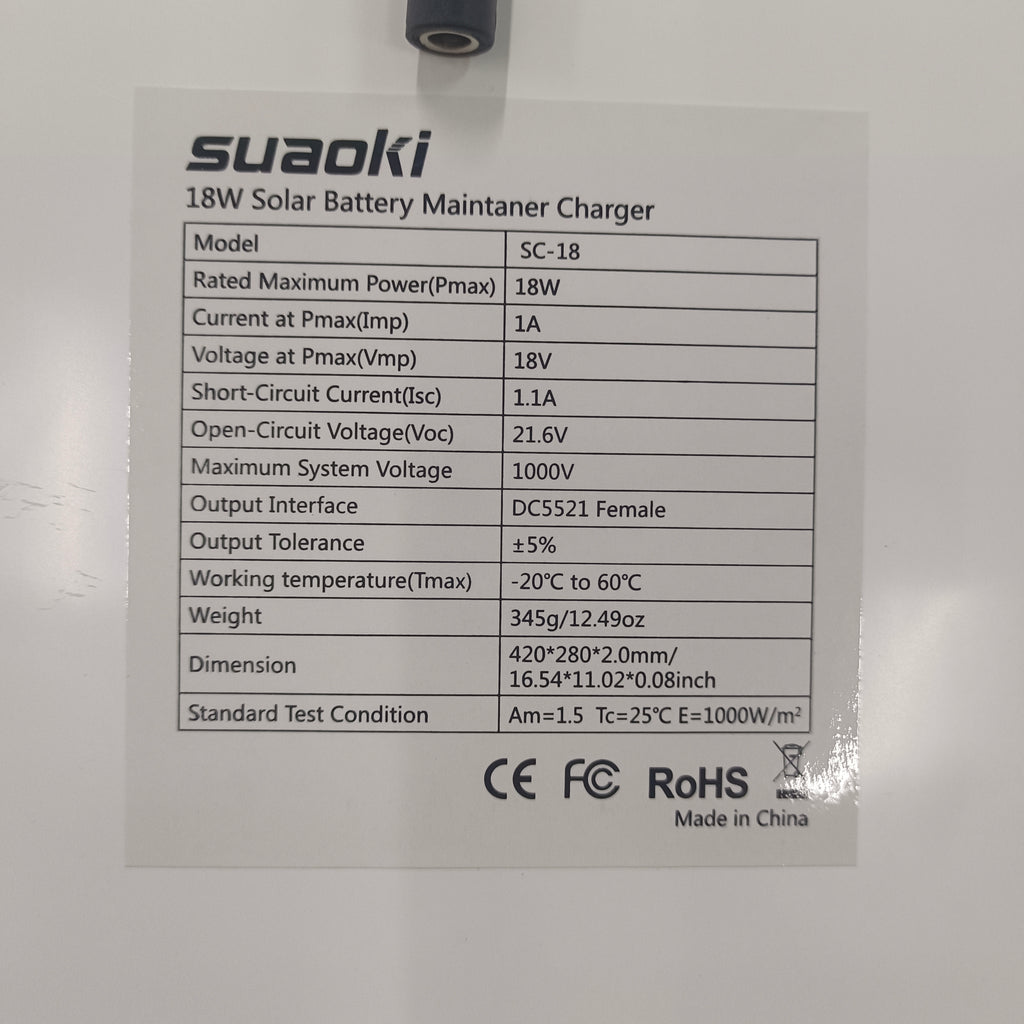 suaoki
18W Solar Battery Maintaner Charger
Model SC-18
Rated Maximum Power(Pmax) 18W
Current at Pmax(Imp) 1A
Voltage at Pmax(Vmp) 18V
Short-Circuit Current(Isc) 1.1A
Open-Circuit Voltage(Voc) 21.6V
Maximum System Voltage 1000V
Output Interface DC5521 Female
Output Tolerance ±5%
Working temperature(Tmax) -20℃ to 60℃
Weight 345g/12.49oz
Dimension 420*280*2.0mm/
16.54*11.02*0.08inch
Standard Test Condition Am=1.5 Tc=25℃ E=1000W/m²
CE FC RoHS
Made in China